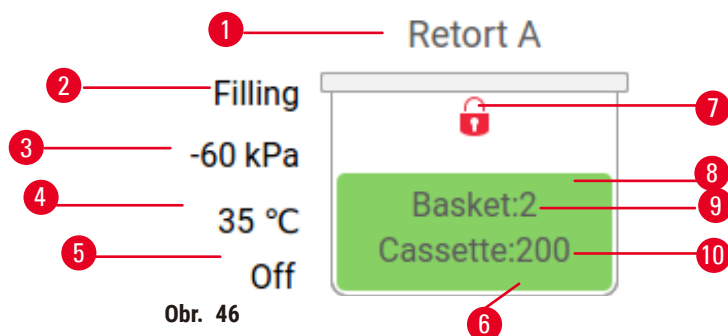 1
Retort A
2
Filling
7
3
-60 kPa
8
4
35 °C
Basket:2
9
5
Off
Cassette:200
10
6
Obr. 46